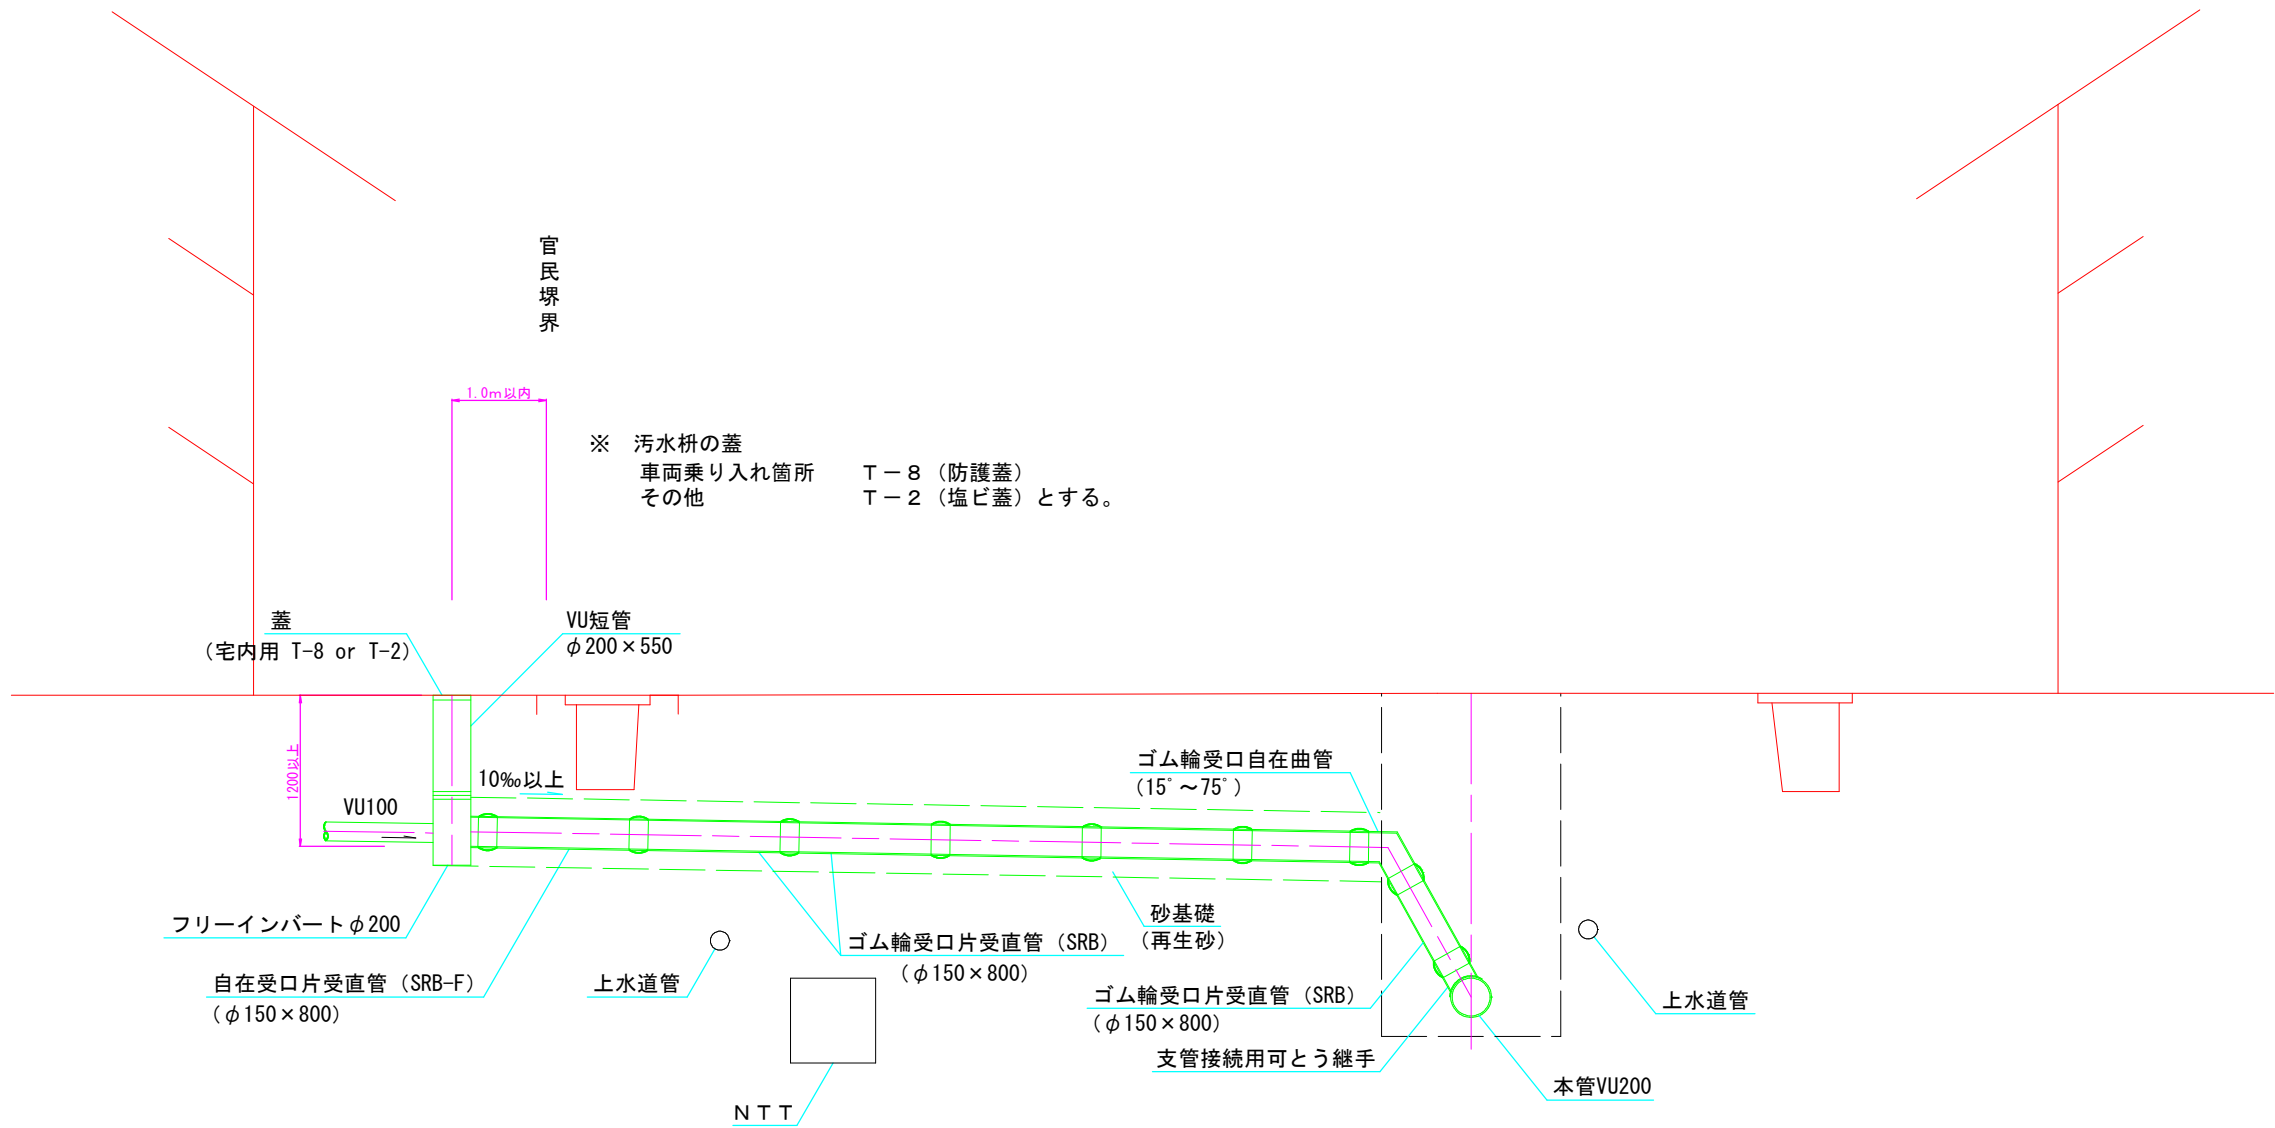 官民堺界
1.0m以内
※　汚水枡の蓋
車両乗り入れ箇所　　Ｔ－８（防護蓋）
その他　　　　　　　Ｔ－２（塩ビ蓋）とする。
蓋
（宅内用 T-8 or T-2）
VU短管
φ200×550
1200以上
VU100
10‰以上
ゴム輪受口自在曲管
（15°～75°）
フリーインバートφ200
自在受口片受直管（SRB-F）
（φ150×800）
上水道管
ＮＴＴ
ゴム輪受口片受直管（SRB）
（φ150×800）
砂基礎
（再生砂）
ゴム輪受口片受直管（SRB）
（φ150×800）
支管接続用可とう継手
本管VU200
上水道管